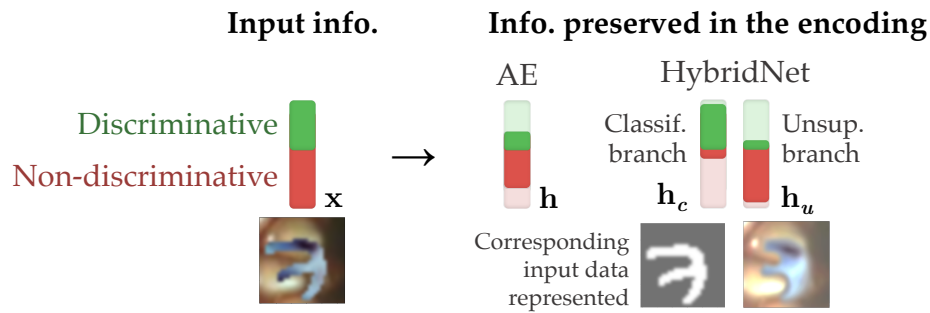 Input info.
Info. preserved in the encoding
AE
HybridNet
Discriminative
Non-discriminative
x
→
h
Classif.
branch
h_c
Unsup.
branch
h_u
Corresponding
input data
represented